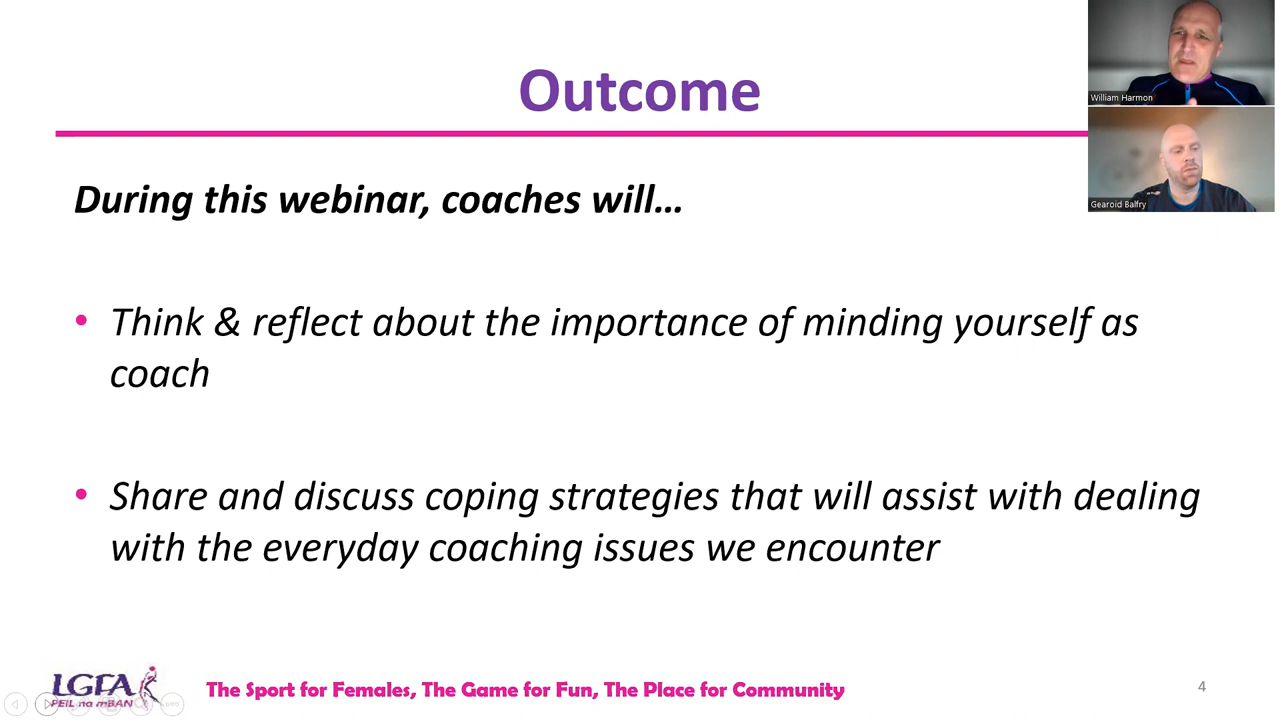 Outcome
William Harmon
Gearoid Balfry
During this webinar, coaches will...
• Think & reflect about the importance of minding yourself as
coach
• Share and discuss coping strategies that will assist with dealing
with the everyday coaching issues we encounter
LGFA
PEIL na mBAN
The Sport for Females, The Game for Fun, The Place for Community
4